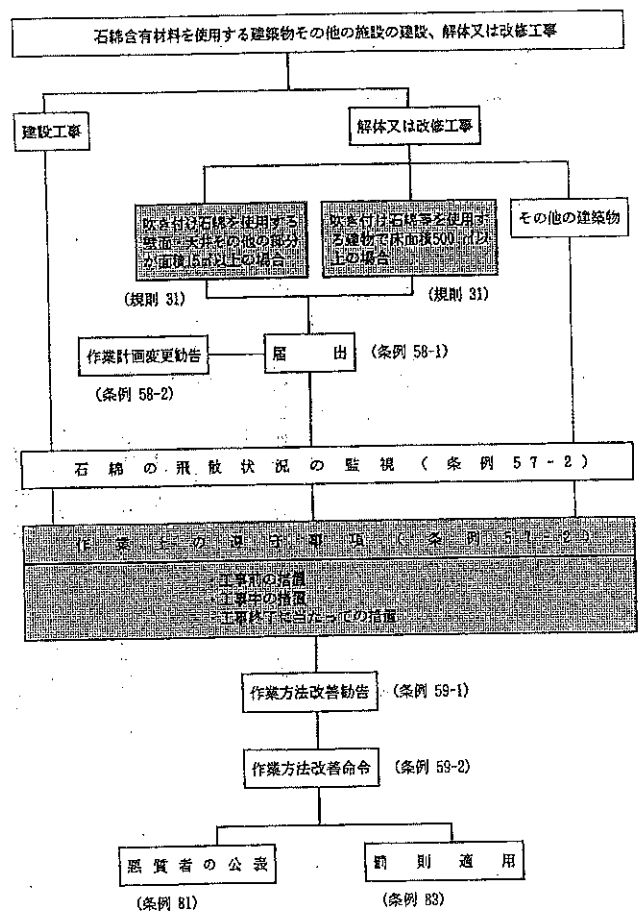 石綿含有材料を使用する建築物その他の施設の建設、解体又は改修工事
建設工事
解体又は改修工事
吹き付け石綿を使用する
壁面・天井その他の部分
が面積15㎡以上の場合
(規則 31)
吹き付け石綿等を使用す
る建物で床面積500㎡以
上の場合
(規則 31)
その他の建築物
作業計画変更勧告
(条例 58-2)
届出
(条例 58-1)
石綿の飛散状況の監視(条例57-2)
作業上の遵守事項(条例57-2)
・工事前の措置
・工事中の措置
・工事終了に当たっての措置
作業方法改善勧告
(条例 59-1)
作業方法改善命令
(条例 59-2)
悪質者の公表
(条例 81)
罰則適用
(条例 83)